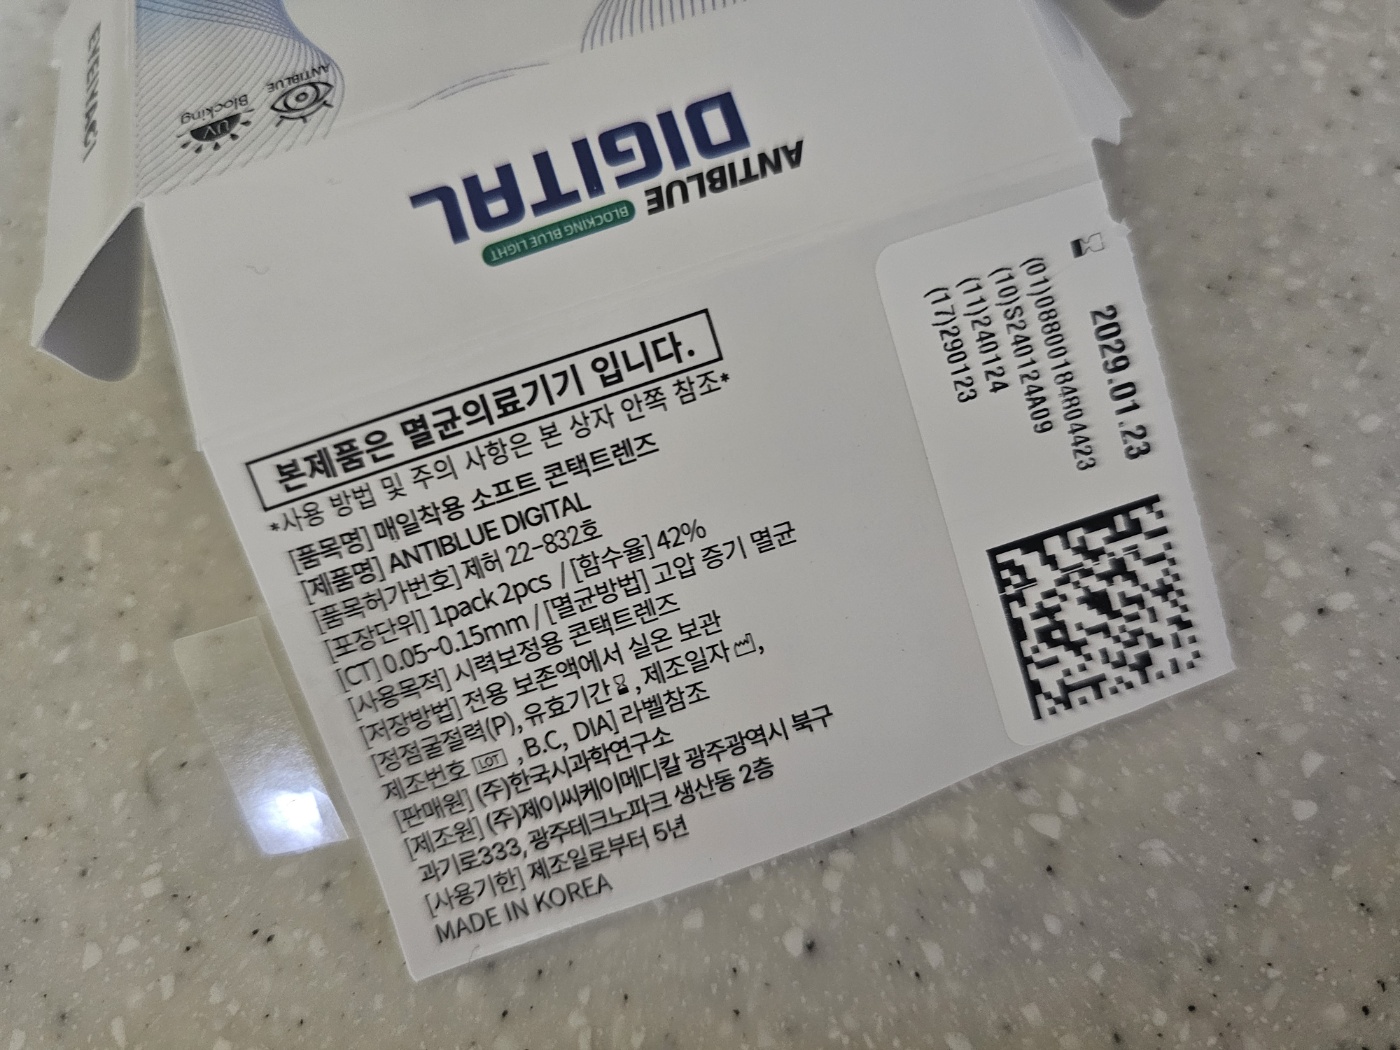 ANTIBLUE
UV
Blocking
ANTIBLUE
DIGITAL
BLOCKING BLUE LIGHT
본제품은 멸균의료기기 입니다.
*사용 방법 및 주의 사항은 본 상자 안쪽 참조*
[품목명] 매일착용 소프트 콘택트렌즈
[제품명] ANTIBLUE DIGITAL
[품목허가번호] 제허 22-832호
[포장단위] 1pack 2pcs / [함수율] 42%
[CT] 0.05~0.15mm / [멸균방법] 고압 증기 멸균
[사용목적] 시력보정용 콘택트렌즈
[저장방법] 전용 보존액에서 실온 보관
[정점굴절력(P), 유효기간 , 제조일자 ,
제조번호 LOT , B.C, DIA] 라벨참조
[판매원] (주)한국시과학연구소
[제조원] (주)제이씨케이메디칼 광주광역시 북구
과기로333, 광주테크노파크 생산동 2층
[사용기한] 제조일로부터 5년
MADE IN KOREA
2029.01.23
(01)08800184804423
(10)S240124A09
(11)240124
(17)290123